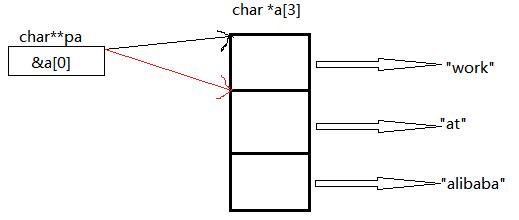 char *a[3]
char**pa
&a[0]
"work"
"at"
"alibaba"